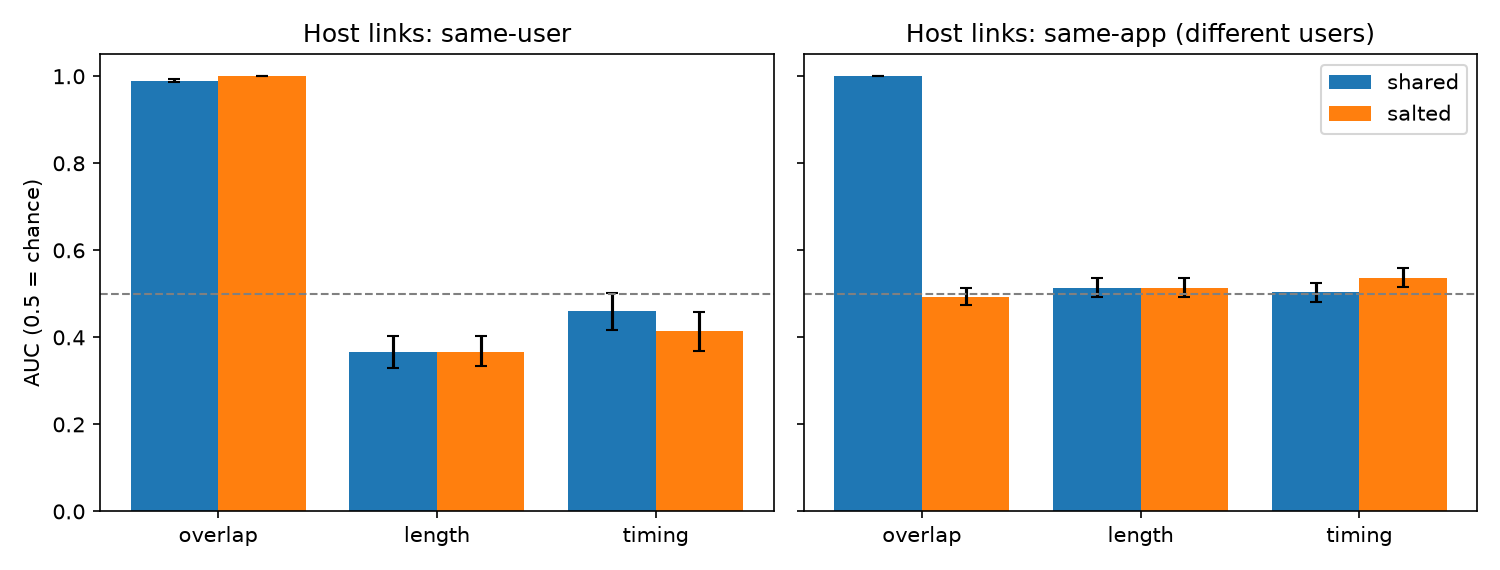 Host links: same-user
Host links: same-app (different users)
AUC (0.5 = chance)
1.0
0.8
0.6
0.4
0.2
0.0
shared
salted
overlap
length
timing
overlap
length
timing